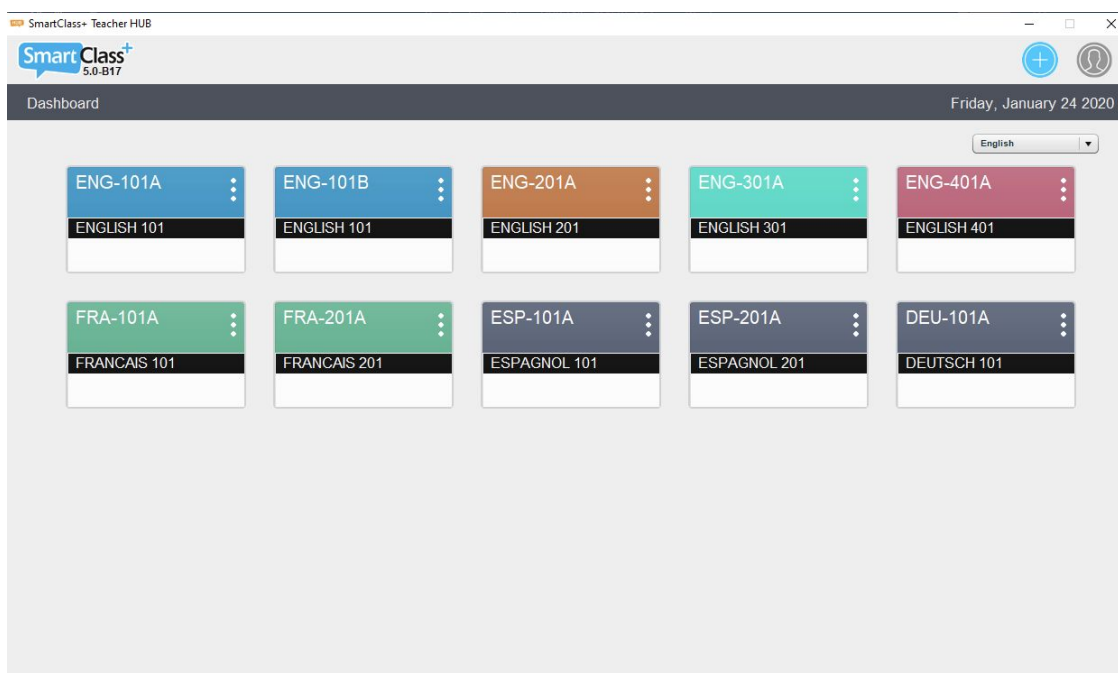 HUB SmartClass+ Teacher HUB
Smart Class+
5.0-B17
Dashboard
Friday, January 24 2020
English
ENG-101A
ENGLISH 101
ENG-101B
ENGLISH 101
ENG-201A
ENGLISH 201
ENG-301A
ENGLISH 301
ENG-401A
ENGLISH 401
FRA-101A
FRANCAIS 101
FRA-201A
FRANCAIS 201
ESP-101A
ESPAGNOL 101
ESP-201A
ESPAGNOL 201
DEU-101A
DEUTSCH 101